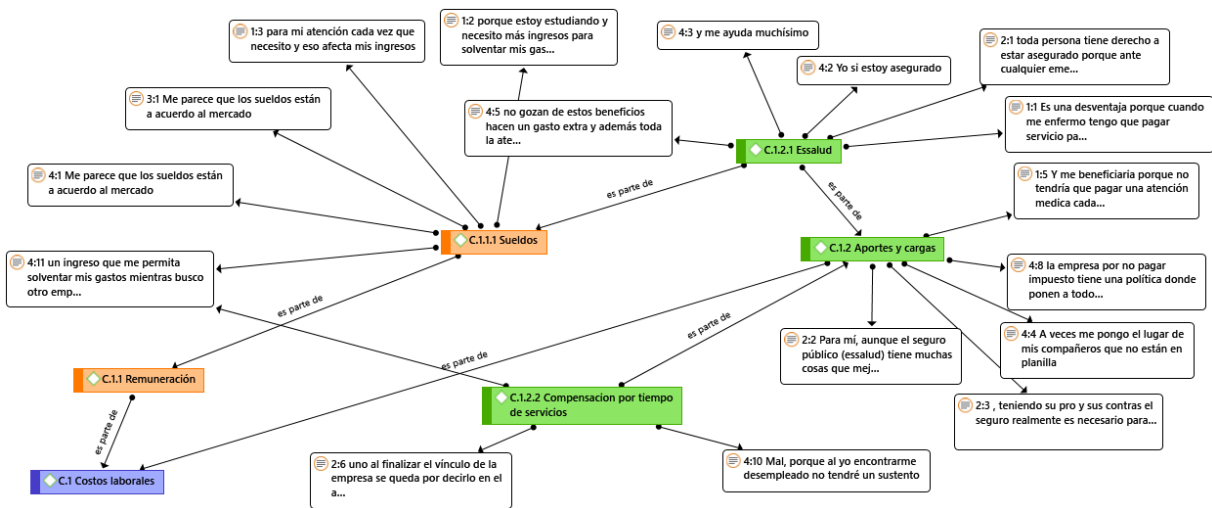 1:3 para mi atención cada vez que
necesito y eso afecta mis ingresos
1:2 porque estoy estudiando y
necesito más ingresos para
solventar mis gas...
4:3 y me ayuda muchísimo
4:2 Yo si estoy asegurado
2:1 toda persona tiene derecho a
estar asegurado porque ante
cualquier eme...
3:1 Me parece que los sueldos están
a acuerdo al mercado
4:5 no gozan de estos beneficios
hacen un gasto extra y además toda
la ate...
1:1 Es una desventaja porque cuando
me enfermo tengo que pagar
servicio pa...
C.1.2.1 Essalud
4:1 Me parece que los sueldos están
a acuerdo al mercado
es parte de
es parte de
1:5 Y me beneficiaria porque no
tendría que pagar una atención
medica cada...
C.1.1.1 Sueldos
C.1.2 Aportes y cargas
4:11 un ingreso que me permita
solventar mis gastos mientras busco
otro emp...
4:8 la empresa por no pagar
impuesto tiene una política donde
ponen a todo...
es parte de
es parte de
es parte de
2:2 Para mí, aunque el seguro
público (essalud) tiene muchas
cosas que mej...
4:4 A veces me pongo el lugar de
mis compañeros que no están en
planilla
C.1.1 Remuneración
C.1.2.2 Compensacion por tiempo
de servicios
2:3 , teniendo su pro y sus contras el
seguro realmente es necesario para...
es parte de
C.1 Costos laborales
2:6 uno al finalizar el vínculo de la
empresa se queda por decirlo en el
a...
4:10 Mal, porque al yo encontrarme
desempleado no tendré un sustento